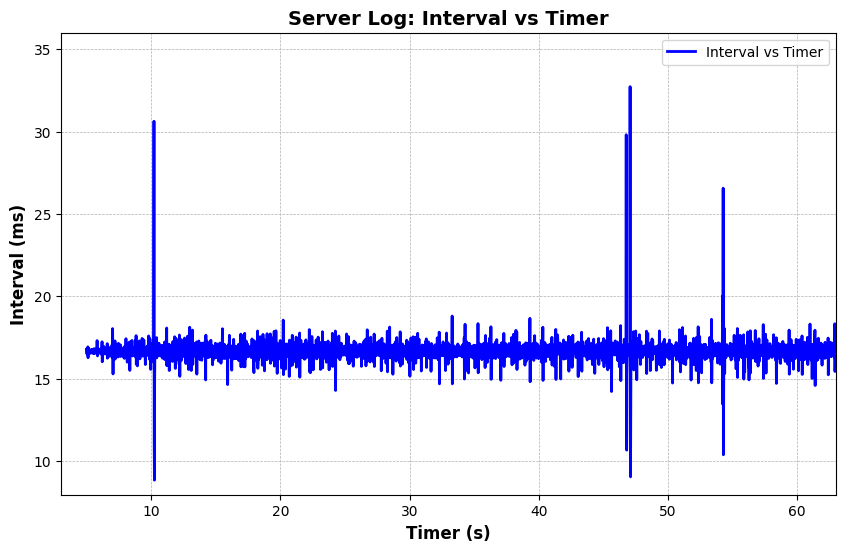 Server Log: Interval vs Timer
Interval vs Timer
35
30
25
20
15
10
Interval (ms)
10 20 30 40 50 60
Timer (s)